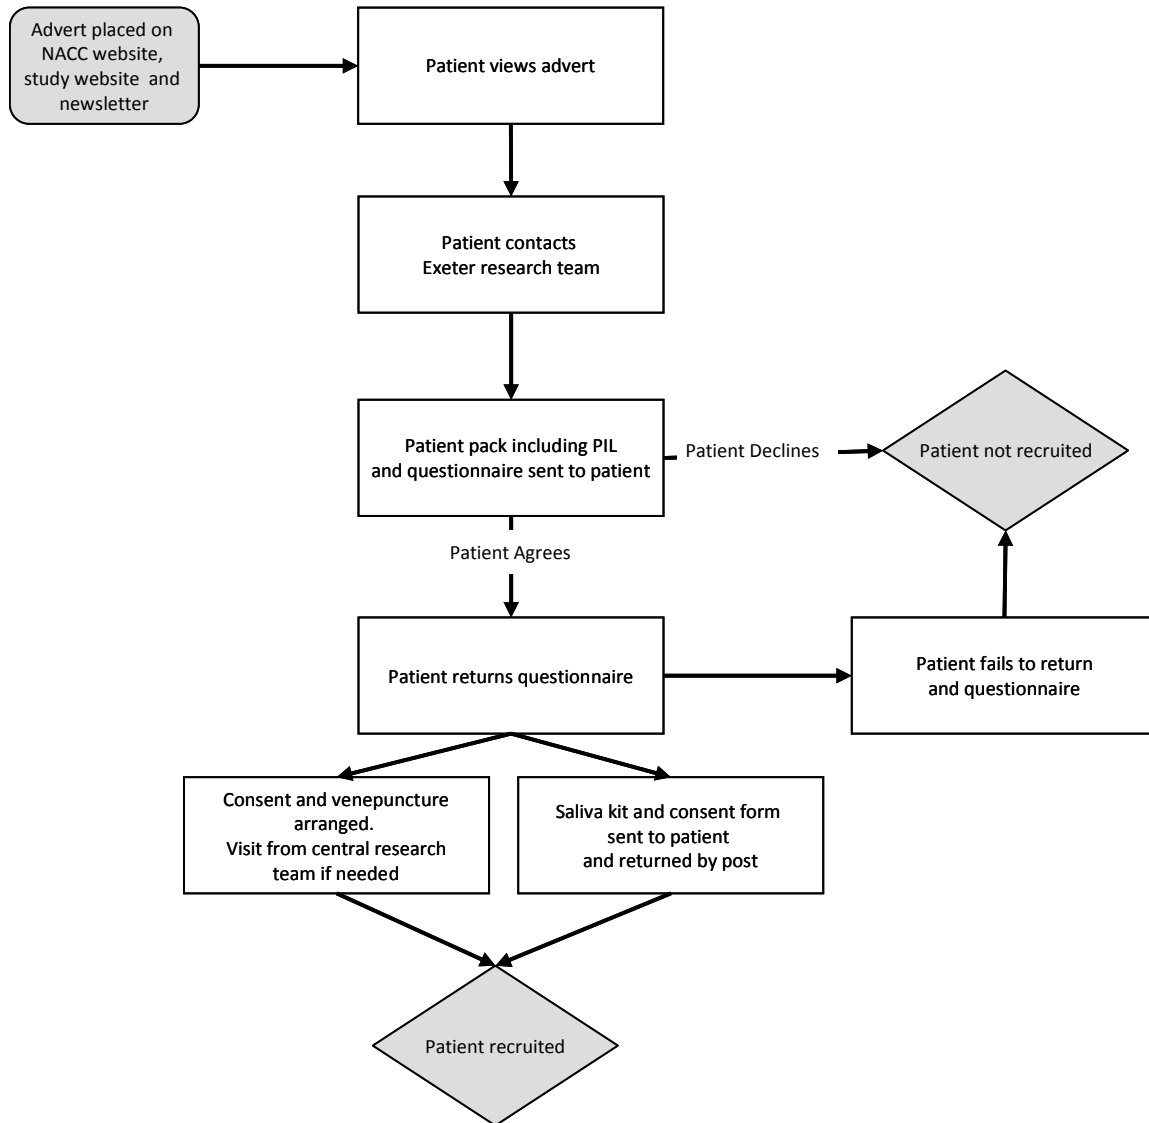 Advert placed on
NACC website,
study website and
newsletter
Patient views advert
Patient contacts
Exeter research team
Patient pack including PIL
and questionnaire sent to patient
Patient Declines
Patient not recruited
Patient Agrees
Patient returns questionnaire
Patient fails to return
and questionnaire
Consent and venepuncture
arranged.
Visit from central research
team if needed
Saliva kit and consent form
sent to patient
and returned by post
Patient recruited